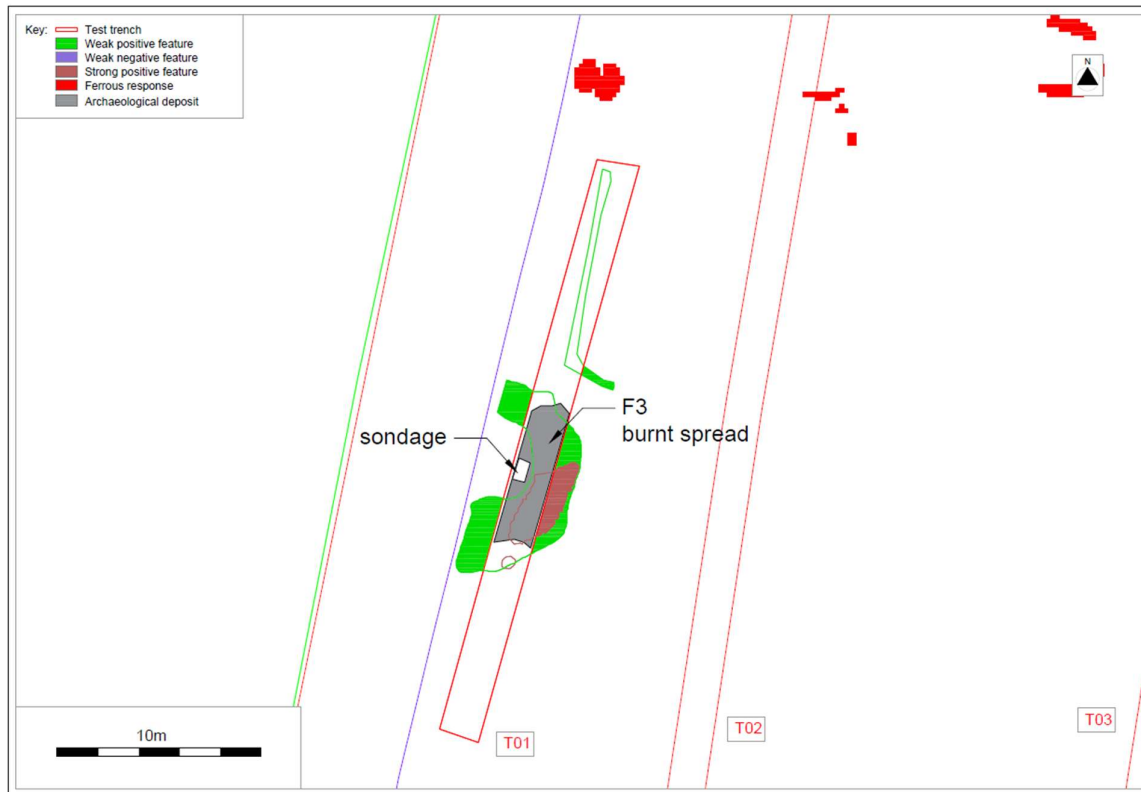 Key: Test trench
Weak positive feature
Weak negative feature
Strong positive feature
Ferrous response
Archaeological deposit
N
F3
burnt spread
sondage
10m
T01
T02
T03